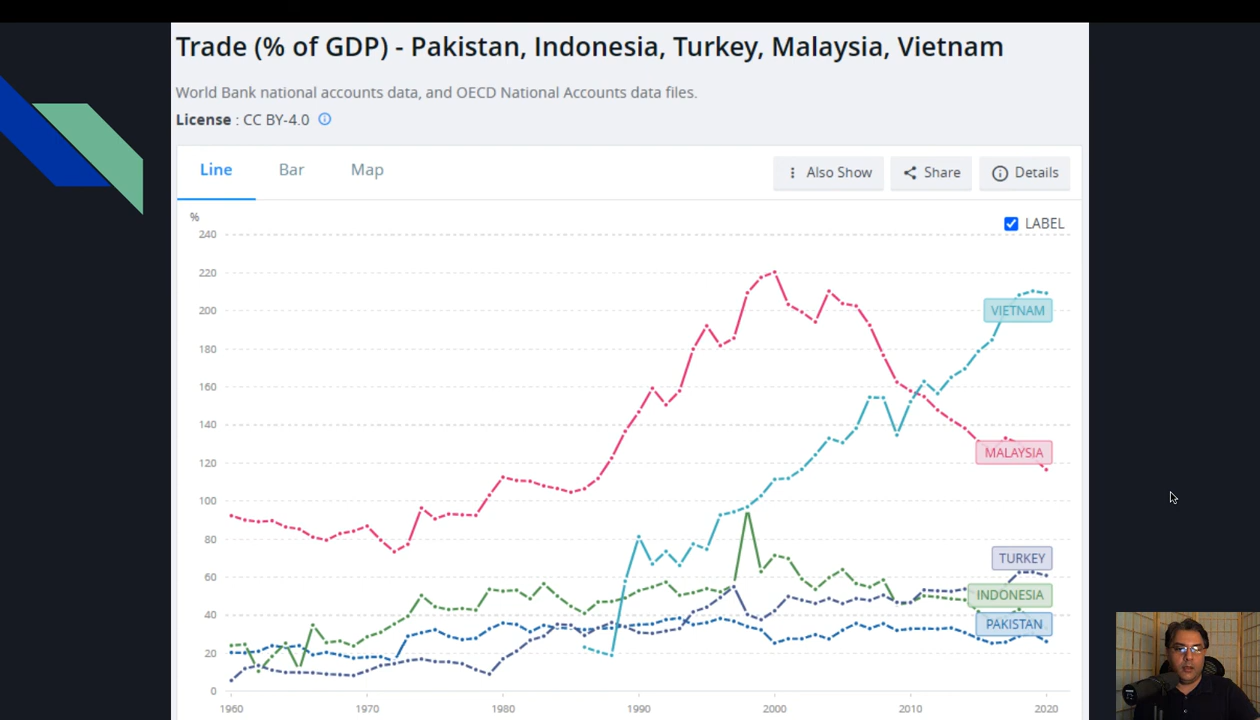 Trade (% of GDP) - Pakistan, Indonesia, Turkey, Malaysia, Vietnam
World Bank national accounts data, and OECD National Accounts data files.
License : CC BY-4.0
Line Bar Map
Also Show Share Details
%
LABEL
240
220
200
180
160
140
120
100
80
60
40
20
0
VIETNAM
MALAYSIA
TURKEY
INDONESIA
PAKISTAN
1960 1970 1980 1990 2000 2010 2020